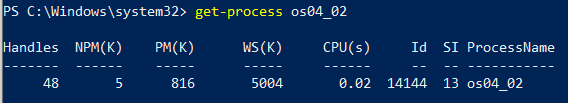 PS C:\Windows\system32> get-process os04_02
Handles  NPM(K)    PM(K)      WS(K)     CPU(s)     Id  SI ProcessName
-------  ------    -----      -----     ------     --  -- -----------
     48       5      816       5004       0.02  14144  13 os04_02